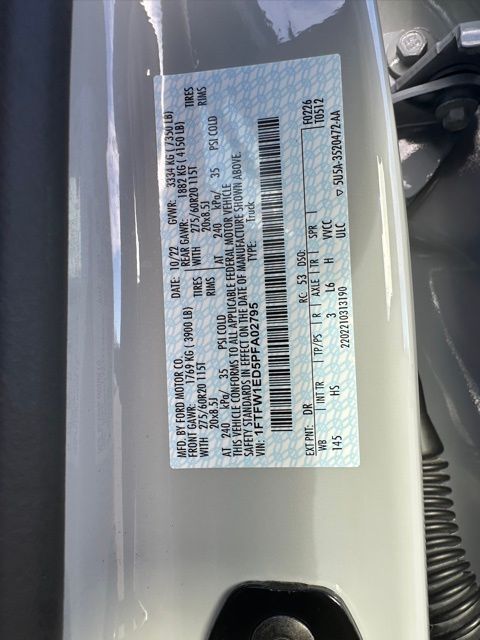 MFD. BY FORD MOTOR CO.
DATE: 10/22 GVWR: 3334 KG ( 7350 LB)
FRONT GAWR: 1769 KG ( 3900 LB) REAR GAWR: 1882 KG ( 4150 LB)
WITH 275/60R20 115T TIRES WITH 275/60R20 115T TIRES
20x8.5J RIMS 20x8.5J RIMS
AT 240 kPa/ 35 PSI COLD AT 240 kPa/ 35 PSI COLD
THIS VEHICLE CONFORMS TO ALL APPLICABLE FEDERAL MOTOR VEHICLE
SAFETY STANDARDS IN EFFECT ON THE DATE OF MANUFACTURE SHOWN ABOVE.
VIN: 1FTFW1ED5PFA02795 TYPE: Truck
F0226
T0512
EXT PNT: DR RC: 53 DSO:
WB INT TR TP/PS R AXLE TR SPR
145 HS 3 L6 H VVCC
2202210313190 ULC ▽ 5U5A-3520472-AA